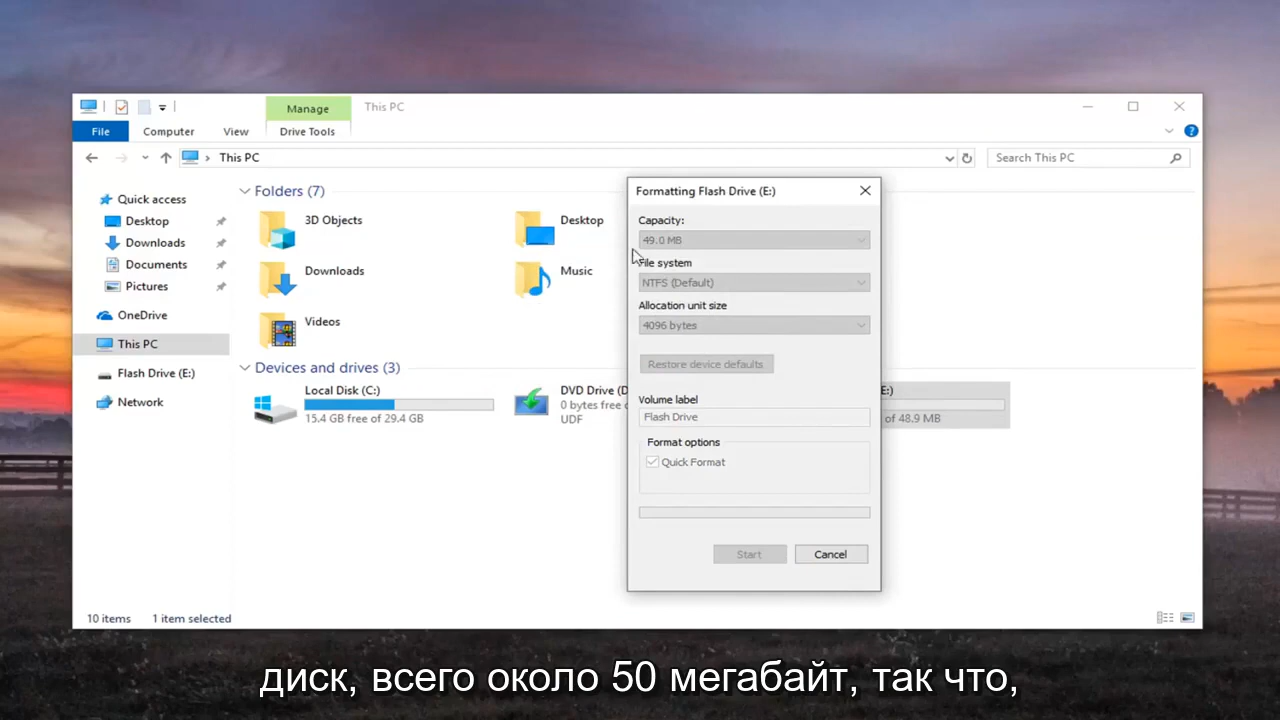 Manage
This PC
File
Computer
View
Drive Tools
This PC
Search This PC
Quick access
Desktop
Downloads
Documents
Pictures
OneDrive
This PC
Flash Drive (E:)
Network
Folders (7)
3D Objects
Desktop
Downloads
Music
Videos
Devices and drives (3)
Local Disk (C:)
15.4 GB free of 29.4 GB
DVD Drive (D
0 bytes free o
UDF
E:)
of 48.9 MB
Formatting Flash Drive (E:)
Capacity:
49.0 MB
File system
NTFS (Default)
Allocation unit size
4096 bytes
Restore device defaults
Volume label
Flash Drive
Format options
Quick Format
Start
Cancel
10 items
1 item selected
диск, всего около 50 мегабайт, так что,